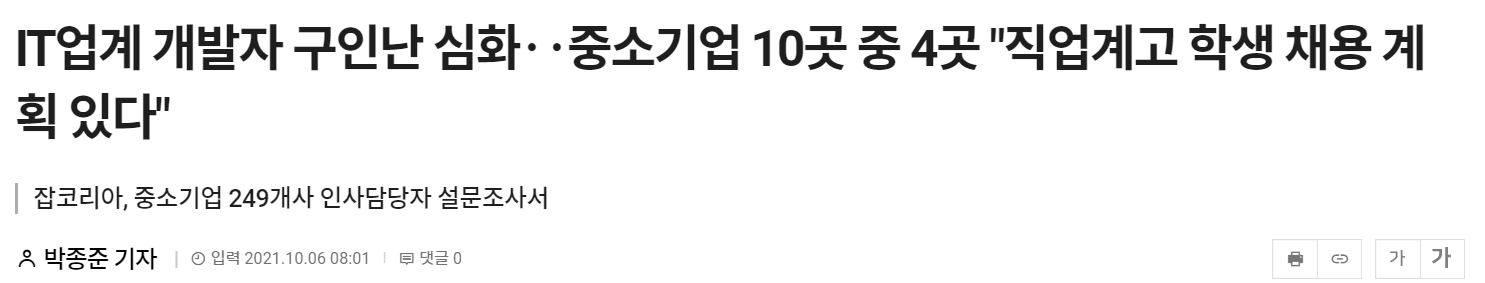 IT업계 개발자 구인난 심화‥중소기업 10곳 중 4곳 "직업계고 학생 채용 계
획 있다"
잡코리아, 중소기업 249개사 인사담당자 설문조사서
박종준 기자 | 입력 2021.10.06 08:01 | 댓글 0
가 가